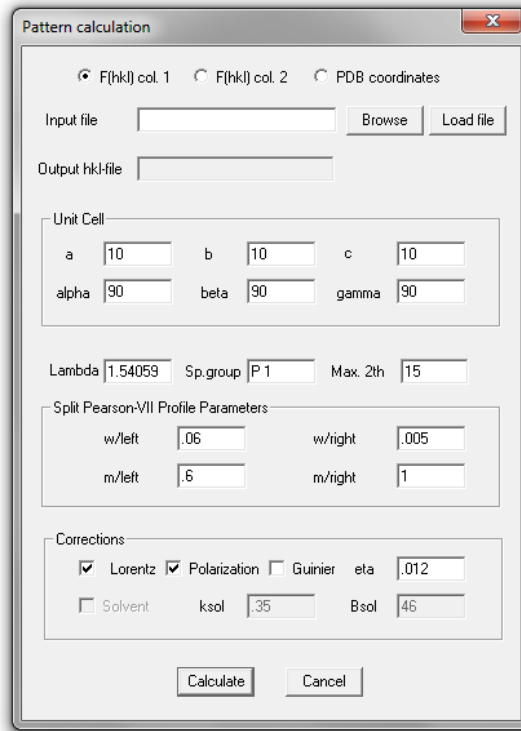 Pattern calculation
F(hkl) col. 1 F(hkl) col. 2 PDB coordinates
Input file Browse Load file
Output hkl-file
Unit Cell
a 10 b 10 c 10
alpha 90 beta 90 gamma 90
Lambda 1.54059 Sp.group P 1 Max. 2th 15
Split Pearson-VII Profile Parameters
w/left .06 w/right .005
m/left .6 m/right 1
Corrections
Lorentz Polarization Guinier eta .012
Solvent ksol .35 Bsol 46
Calculate Cancel